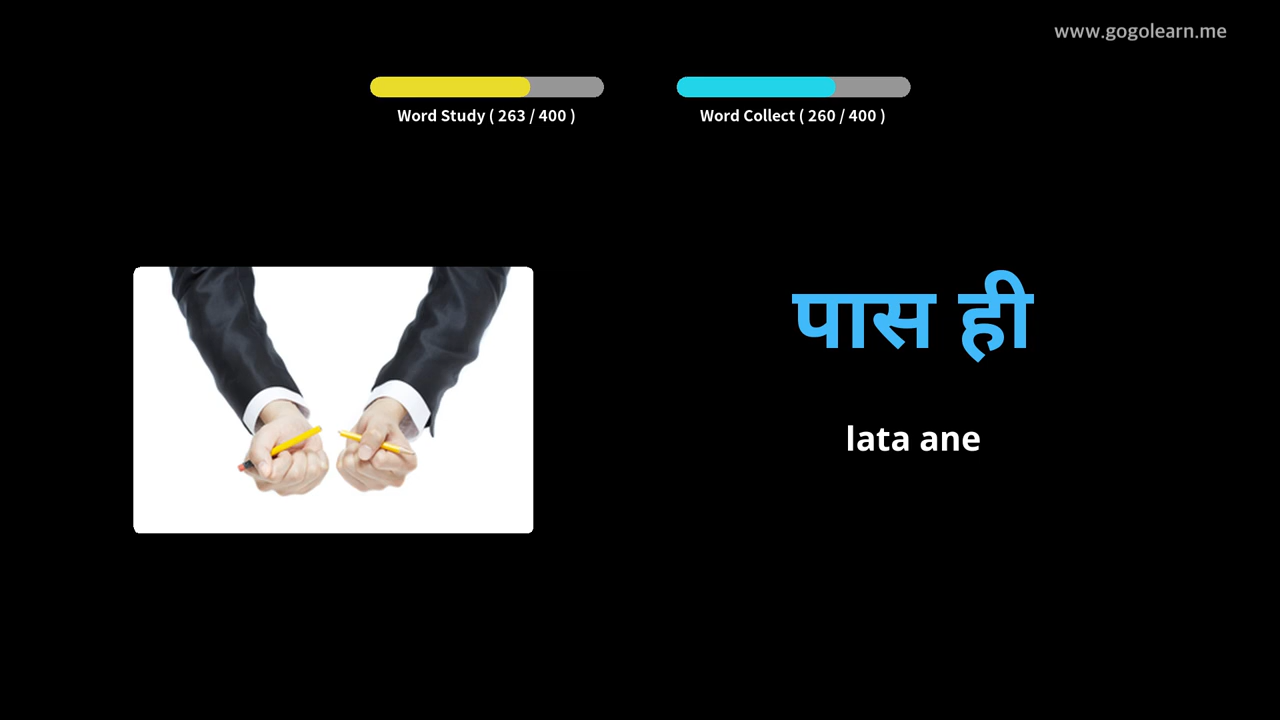 www.gogolearn.me
Word Study ( 263 / 400 )
Word Collect ( 260 / 400 )
पास ही
lata ane